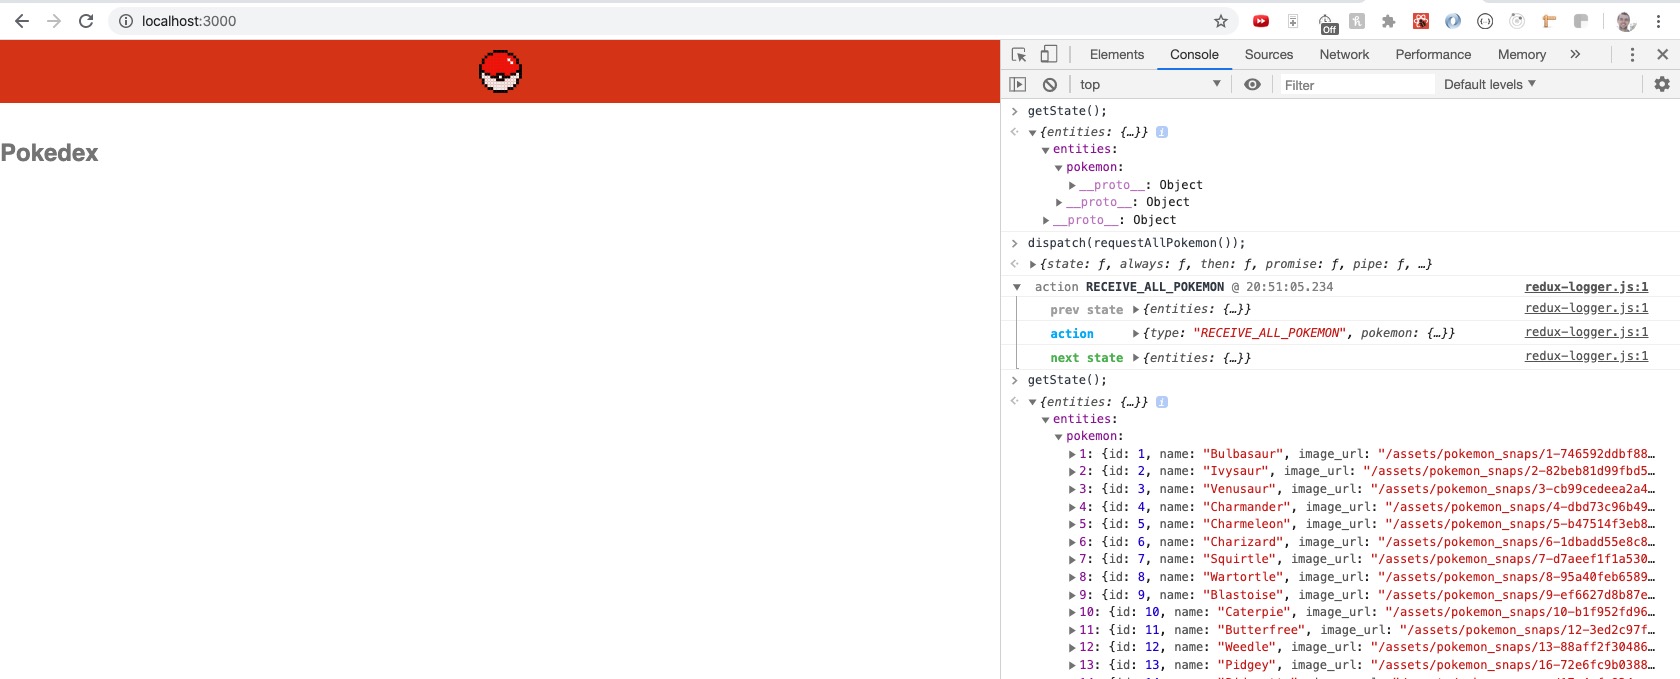 localhost:3000
Off
Pokedex
Elements Console Sources Network Performance Memory »
top Filter Default levels ▼
> getState();
<· ▼{entities: {…}} i
▼entities:
▼pokemon:
▶__proto__: Object
▶__proto__: Object
▶__proto__: Object
> dispatch(requestAllPokemon());
<· ▶{state: ƒ, always: ƒ, then: ƒ, promise: ƒ, pipe: ƒ, …}
▼ action RECEIVE_ALL_POKEMON @ 20:51:05.234 redux-logger.js:1
prev state ▶{entities: {…}} redux-logger.js:1
action ▶{type: "RECEIVE_ALL_POKEMON", pokemon: {…}} redux-logger.js:1
next state ▶{entities: {…}} redux-logger.js:1
> getState();
<· ▼{entities: {…}} i
▼entities:
▼pokemon:
▶1: {id: 1, name: "Bulbasaur", image_url: "/assets/pokemon_snaps/1-746592ddbf88…
▶2: {id: 2, name: "Ivysaur", image_url: "/assets/pokemon_snaps/2-82beb81d99fbd5…
▶3: {id: 3, name: "Venusaur", image_url: "/assets/pokemon_snaps/3-cb99cedeea2a4…
▶4: {id: 4, name: "Charmander", image_url: "/assets/pokemon_snaps/4-dbd73c96b49…
▶5: {id: 5, name: "Charmeleon", image_url: "/assets/pokemon_snaps/5-b47514f3eb8…
▶6: {id: 6, name: "Charizard", image_url: "/assets/pokemon_snaps/6-1dbadd55e8c8…
▶7: {id: 7, name: "Squirtle", image_url: "/assets/pokemon_snaps/7-d7aeef1f1a530…
▶8: {id: 8, name: "Wartortle", image_url: "/assets/pokemon_snaps/8-95a40feb6589…
▶9: {id: 9, name: "Blastoise", image_url: "/assets/pokemon_snaps/9-ef6627d8b87e…
▶10: {id: 10, name: "Caterpie", image_url: "/assets/pokemon_snaps/10-b1f952fd96…
▶11: {id: 11, name: "Butterfree", image_url: "/assets/pokemon_snaps/12-3ed2c97f…
▶12: {id: 12, name: "Weedle", image_url: "/assets/pokemon_snaps/13-88aff2f30486…
▶13: {id: 13, name: "Pidgey", image_url: "/assets/pokemon_snaps/16-72e6fc9b0388…